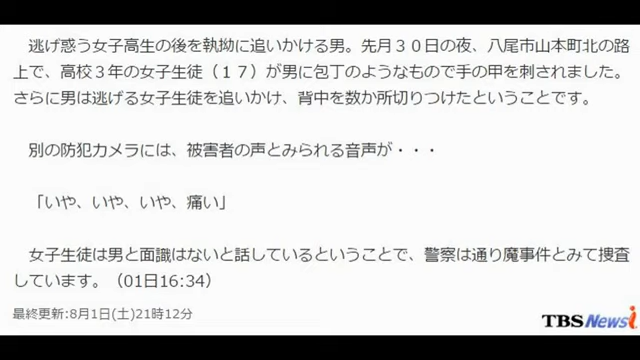 逃げ惑う女子高生の後を執拗に追いかける男。先月３０日の夜、八尾市山本町北の路
上で、高校３年の女子生徒（１７）が男に包丁のようなもので手の甲を刺されました。
さらに男は逃げる女子生徒を追いかけ、背中を数か所切りつけたということです。
別の防犯カメラには、被害者の声とみられる音声が・・・
「いや、いや、いや、痛い」
女子生徒は男と面識はないと話しているということで、警察は通り魔事件とみて捜査
しています。（01日16:34）
最終更新:8月1日(土)21時12分
TBS News i